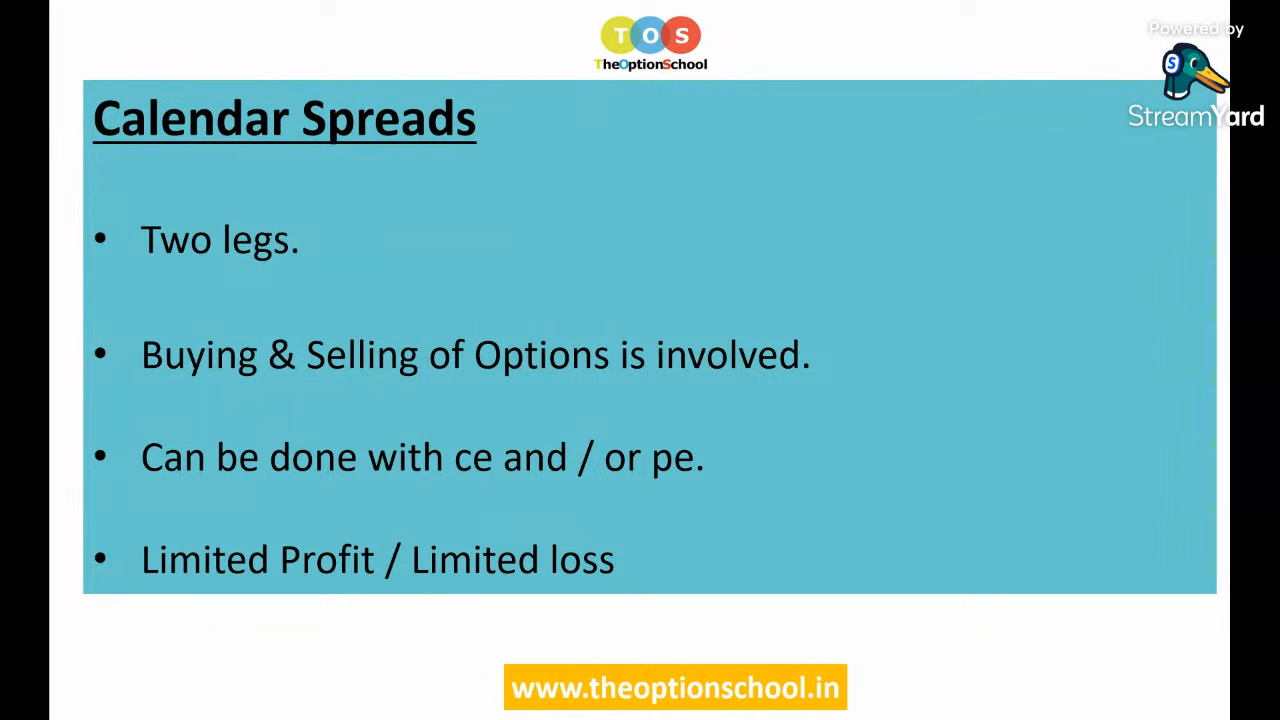 T O S
TheOptionSchool
Powered by
S
StreamYard
Calendar Spreads
• Two legs.
• Buying & Selling of Options is involved.
• Can be done with ce and / or pe.
• Limited Profit / Limited loss
www.theoptionschool.in